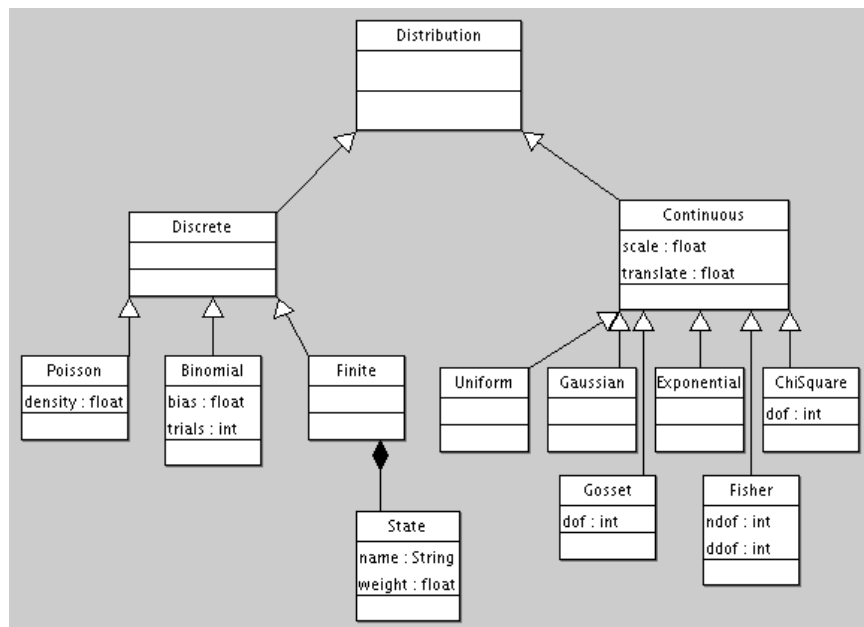 Distribution
Discrete
Continuous
scale : float
translate : float
Poisson
density : float
Binomial
bias : float
trials : int
Finite
Uniform
Gaussian
Exponential
ChiSquare
dof : int
Gosset
dof : int
Fisher
ndof : int
ddof : int
State
name : String
weight : float